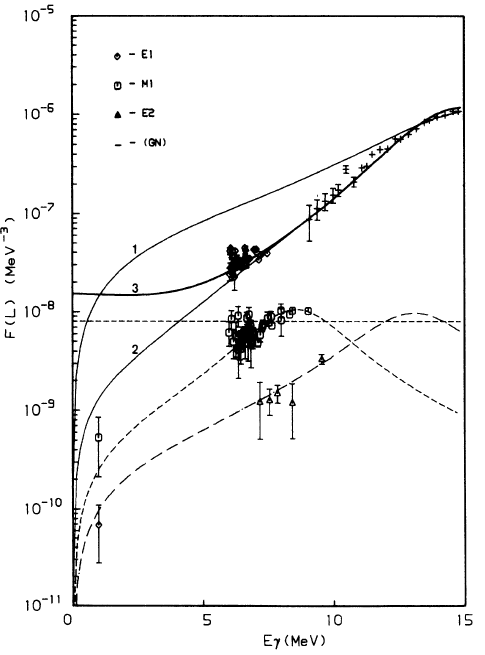 10⁻⁵
◇ - E1
□ - M1
▲ - E2
-- - (GN)
10⁻⁶
10⁻⁷
10⁻⁸
10⁻⁹
10⁻¹⁰
10⁻¹¹
F(L) (MeV⁻³)
1
3
2
0 5 10 15
Eγ(MeV)